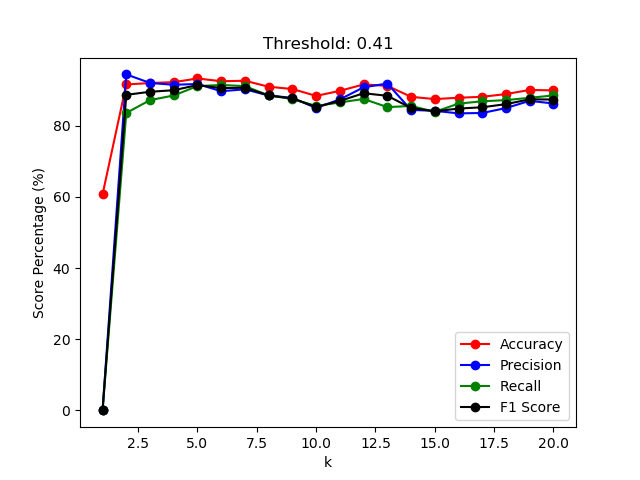 Threshold: 0.41
Score Percentage (%)
80
60
40
20
0
2.5 5.0 7.5 10.0 12.5 15.0 17.5 20.0
k
Accuracy
Precision
Recall
F1 Score